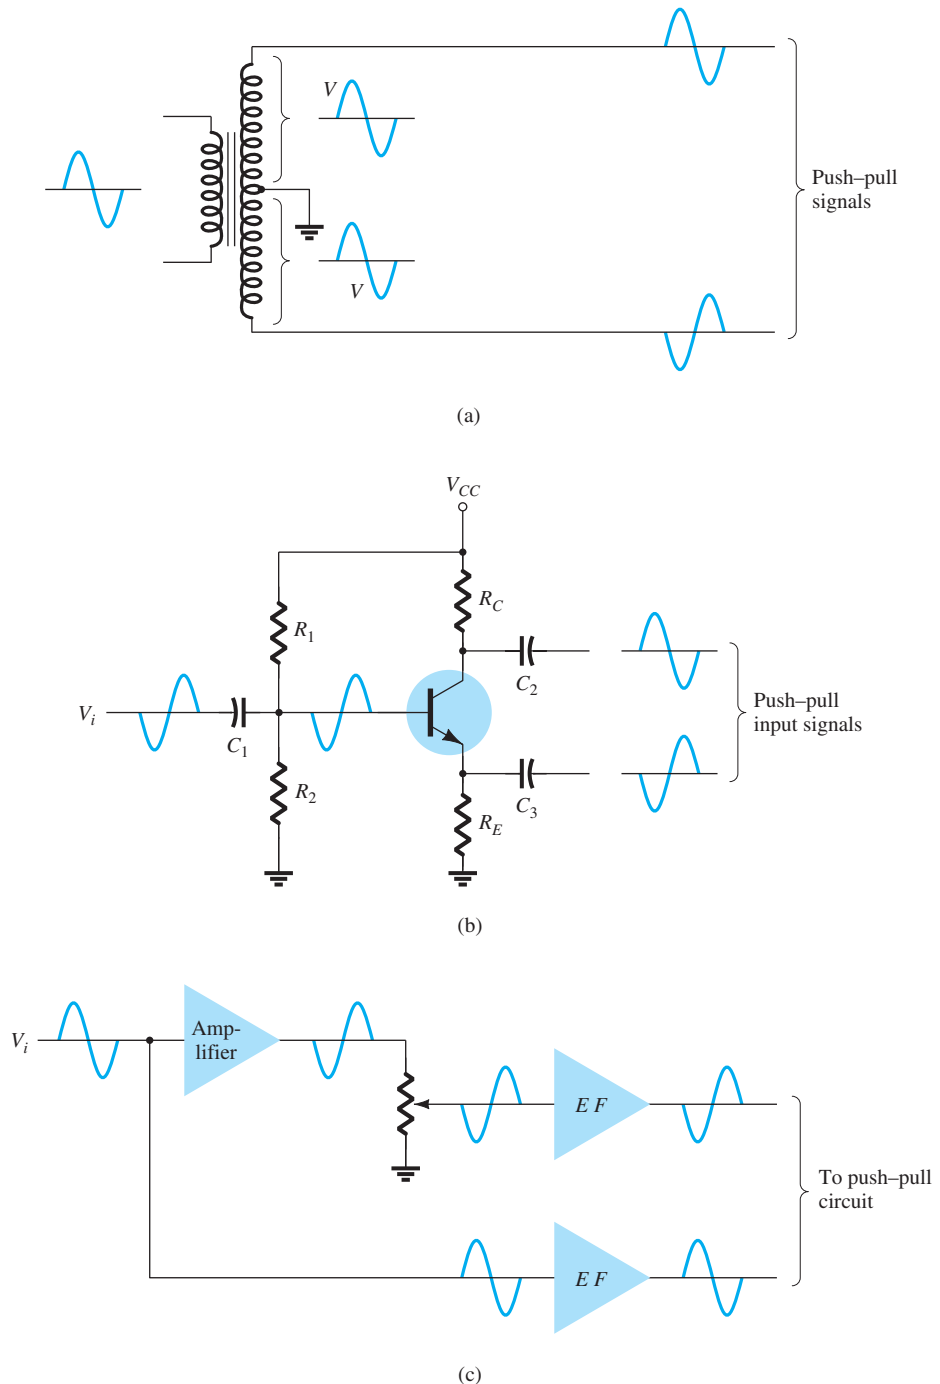 V
Push–pull
signals
V
(a)
V_CC
R_C
R_1
C_2
V_i
C_1
Push–pull
input signals
R_2
C_3
R_E
(b)
V_i
Amp-
lifier
E F
To push–pull
circuit
E F
(c)